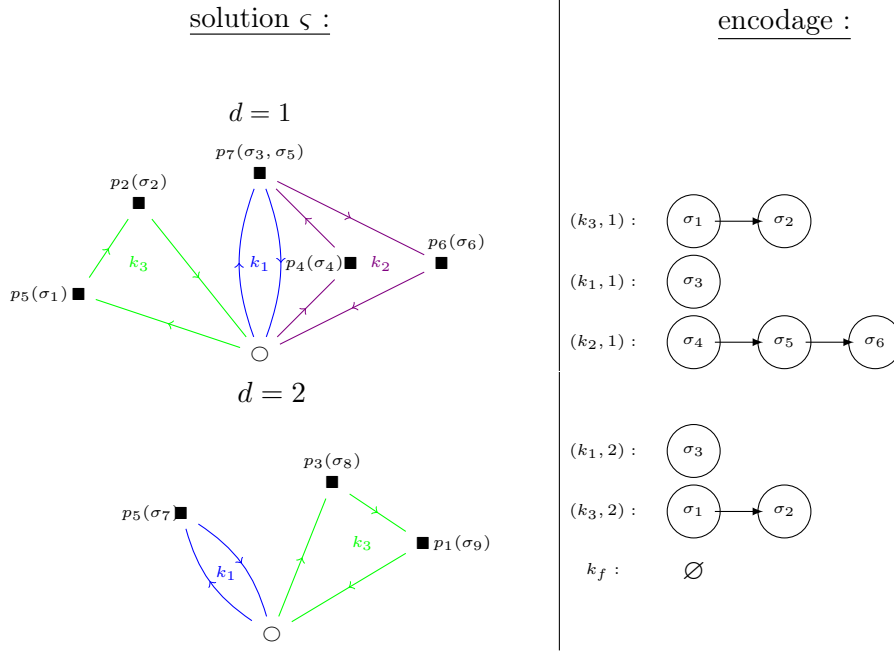 solution ς :
d = 1
p₇(σ₃, σ₅)
p₂(σ₂)
p₆(σ₆)
k₃
k₁
p₄(σ₄)
k₂
p₅(σ₁)
d = 2
p₃(σ₈)
p₅(σ₇)
k₃
p₁(σ₉)
k₁
encodage :
(k₃, 1) : σ₁ σ₂
(k₁, 1) : σ₃
(k₂, 1) : σ₄ σ₅ σ₆
(k₁, 2) : σ₃
(k₃, 2) : σ₁ σ₂
k_f : ∅